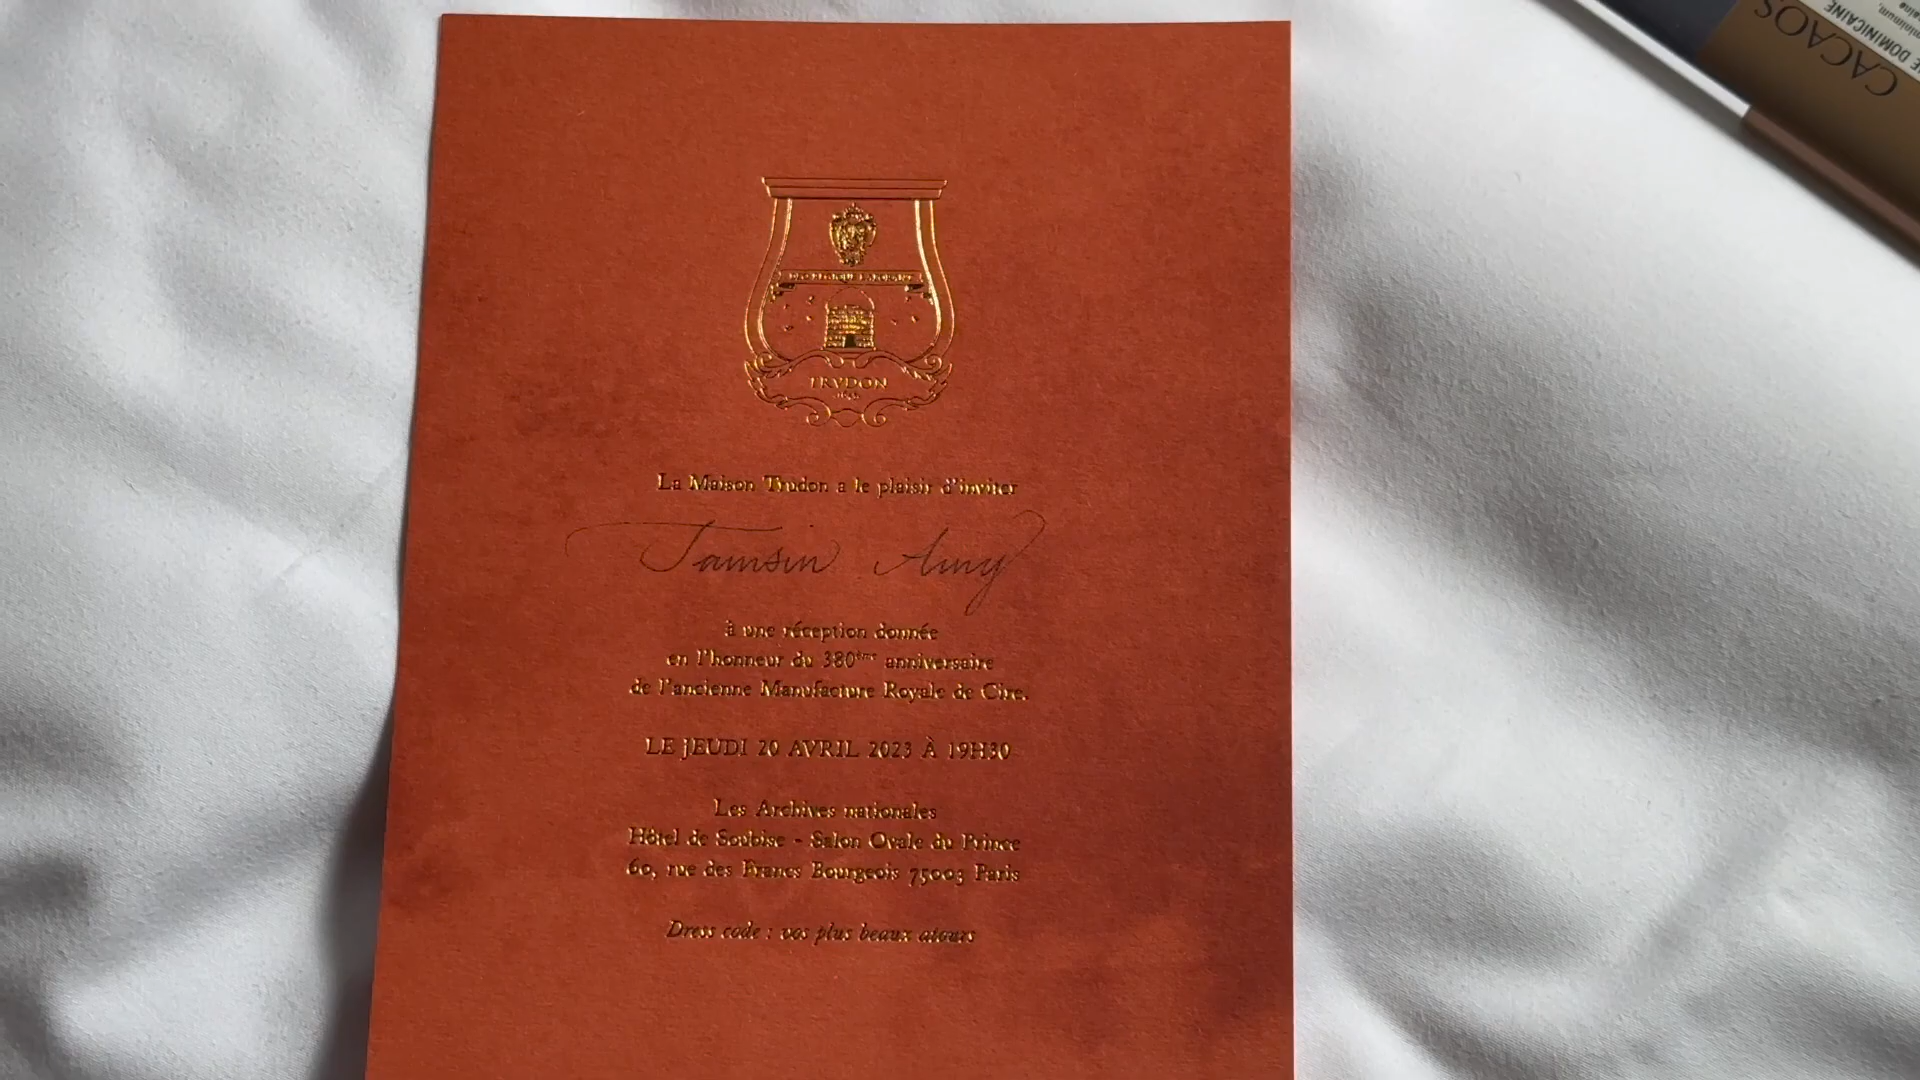 TRVDON
La Maison Trudon a le plaisir d'inviter
Tamsin Amy
à une réception donnée
en l'honneur du 380ème anniversaire
de l'ancienne Manufacture Royale de Cire.
LE JEUDI 20 AVRIL 2023 À 19H30
Les Archives nationales
Hôtel de Soubise - Salon Ovale du Prince
60, rue des Francs Bourgeois 75003 Paris
Dress code : vos plus beaux atours
CACAOS
E DOMINICAINE
minimum.